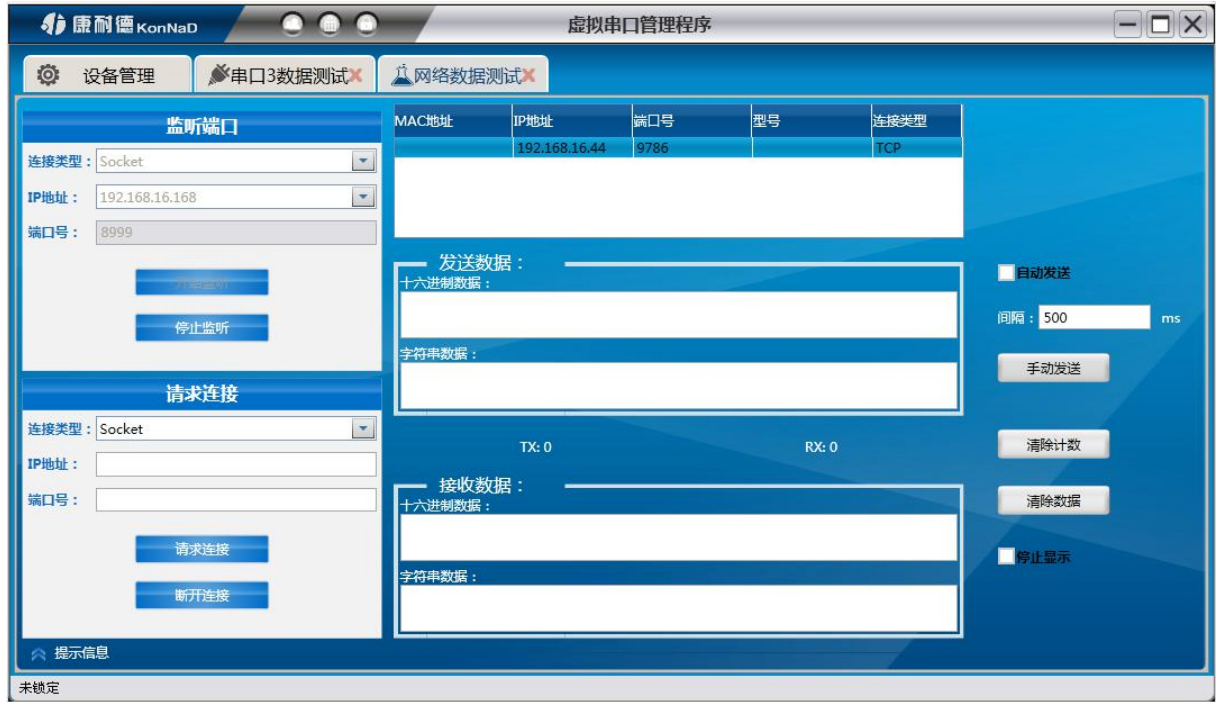 康耐德 KonNaD
虚拟串口管理程序
设备管理
串口3数据测试
网络数据测试
监听端口
连接类型：Socket
IP地址：192.168.16.168
端口号：8999
开始监听
停止监听
请求连接
连接类型：Socket
IP地址：
端口号：
请求连接
断开连接
MAC地址 IP地址 端口号 型号 连接类型
192.168.16.44 9786 TCP
发送数据：
十六进制数据：
字符串数据：
TX: 0 RX: 0
接收数据：
十六进制数据：
字符串数据：
自动发送
间隔：500 ms
手动发送
清除计数
清除数据
停止显示
提示信息
未锁定